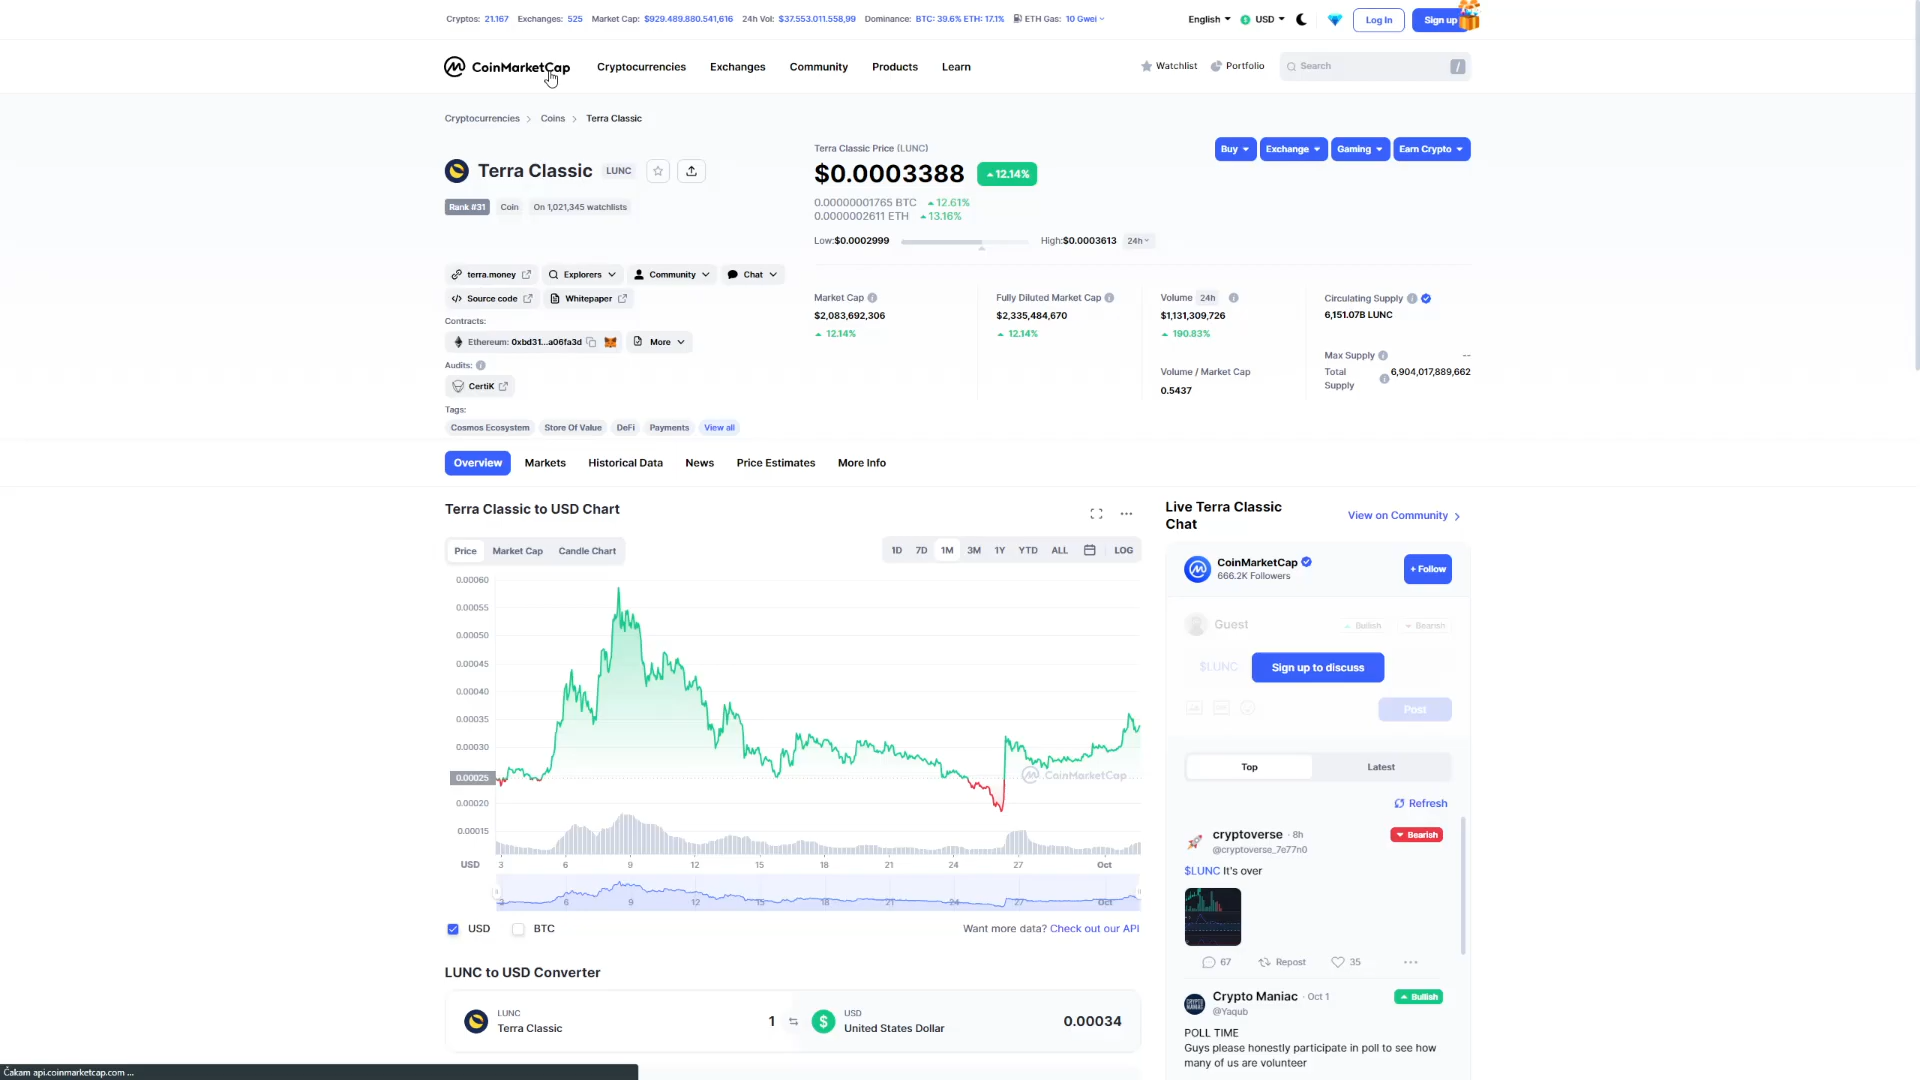 Cryptos: 21.167 Exchanges: 525 Market Cap: $929.489.880.541,616 24h Vol: $37.553.011.558,99 Dominance: BTC: 39.6% ETH: 17.1% ETH Gas: 10 Gwei
English USD Log In Sign up
CoinMarketCap Cryptocurrencies Exchanges Community Products Learn Watchlist Portfolio Search /
Cryptocurrencies > Coins > Terra Classic
Terra Classic LUNC
Rank #31 Coin On 1,021,345 watchlists
terra.money Explorers Community Chat
Source code Whitepaper
Contracts:
Ethereum: 0xbd31...a06fa3d More
Audits:
CertiK
Tags:
Cosmos Ecosystem Store Of Value DeFi Payments View all
Terra Classic Price (LUNC)
$0.0003388 12.14%
0.00000001765 BTC 12.61%
0.0000002611 ETH 13.16%
Low:$0.0002999 High:$0.0003613 24h
Buy Exchange Gaming Earn Crypto
Market Cap
$2,083,692,306
12.14%
Fully Diluted Market Cap
$2,335,484,670
12.14%
Volume 24h
$1,131,309,726
190.83%
Volume / Market Cap
0.5437
Circulating Supply
6,151.07B LUNC
Max Supply --
Total Supply 6,904,017,889,662
Overview Markets Historical Data News Price Estimates More Info
Terra Classic to USD Chart
Price Market Cap Candle Chart
1D 7D 1M 3M 1Y YTD ALL LOG
0.00060
0.00055
0.00050
0.00045
0.00040
0.00035
0.00030
0.00025
0.00020
0.00015
CoinMarketCap
USD 3 6 9 12 15 18 21 24 27 Oct
3 6 9 12 15 18 21 24 27 Oct
USD BTC
Want more data? Check out our API
LUNC to USD Converter
LUNC
Terra Classic
1
USD
United States Dollar
0.00034
Live Terra Classic
Chat
View on Community
CoinMarketCap
666.2K Followers
+ Follow
Guest Bullish Bearish
$LUNC
Sign up to discuss
Post
Top Latest
Refresh
cryptoverse · 8h Bearish
@cryptoverse_7e77n0
$LUNC It's over
67 Repost 35
Crypto Maniac · Oct 1 Bullish
@Yaqub
POLL TIME
Guys please honestly participate in poll to see how
many of us are volunteer
Čakam api.coinmarketcap.com ...